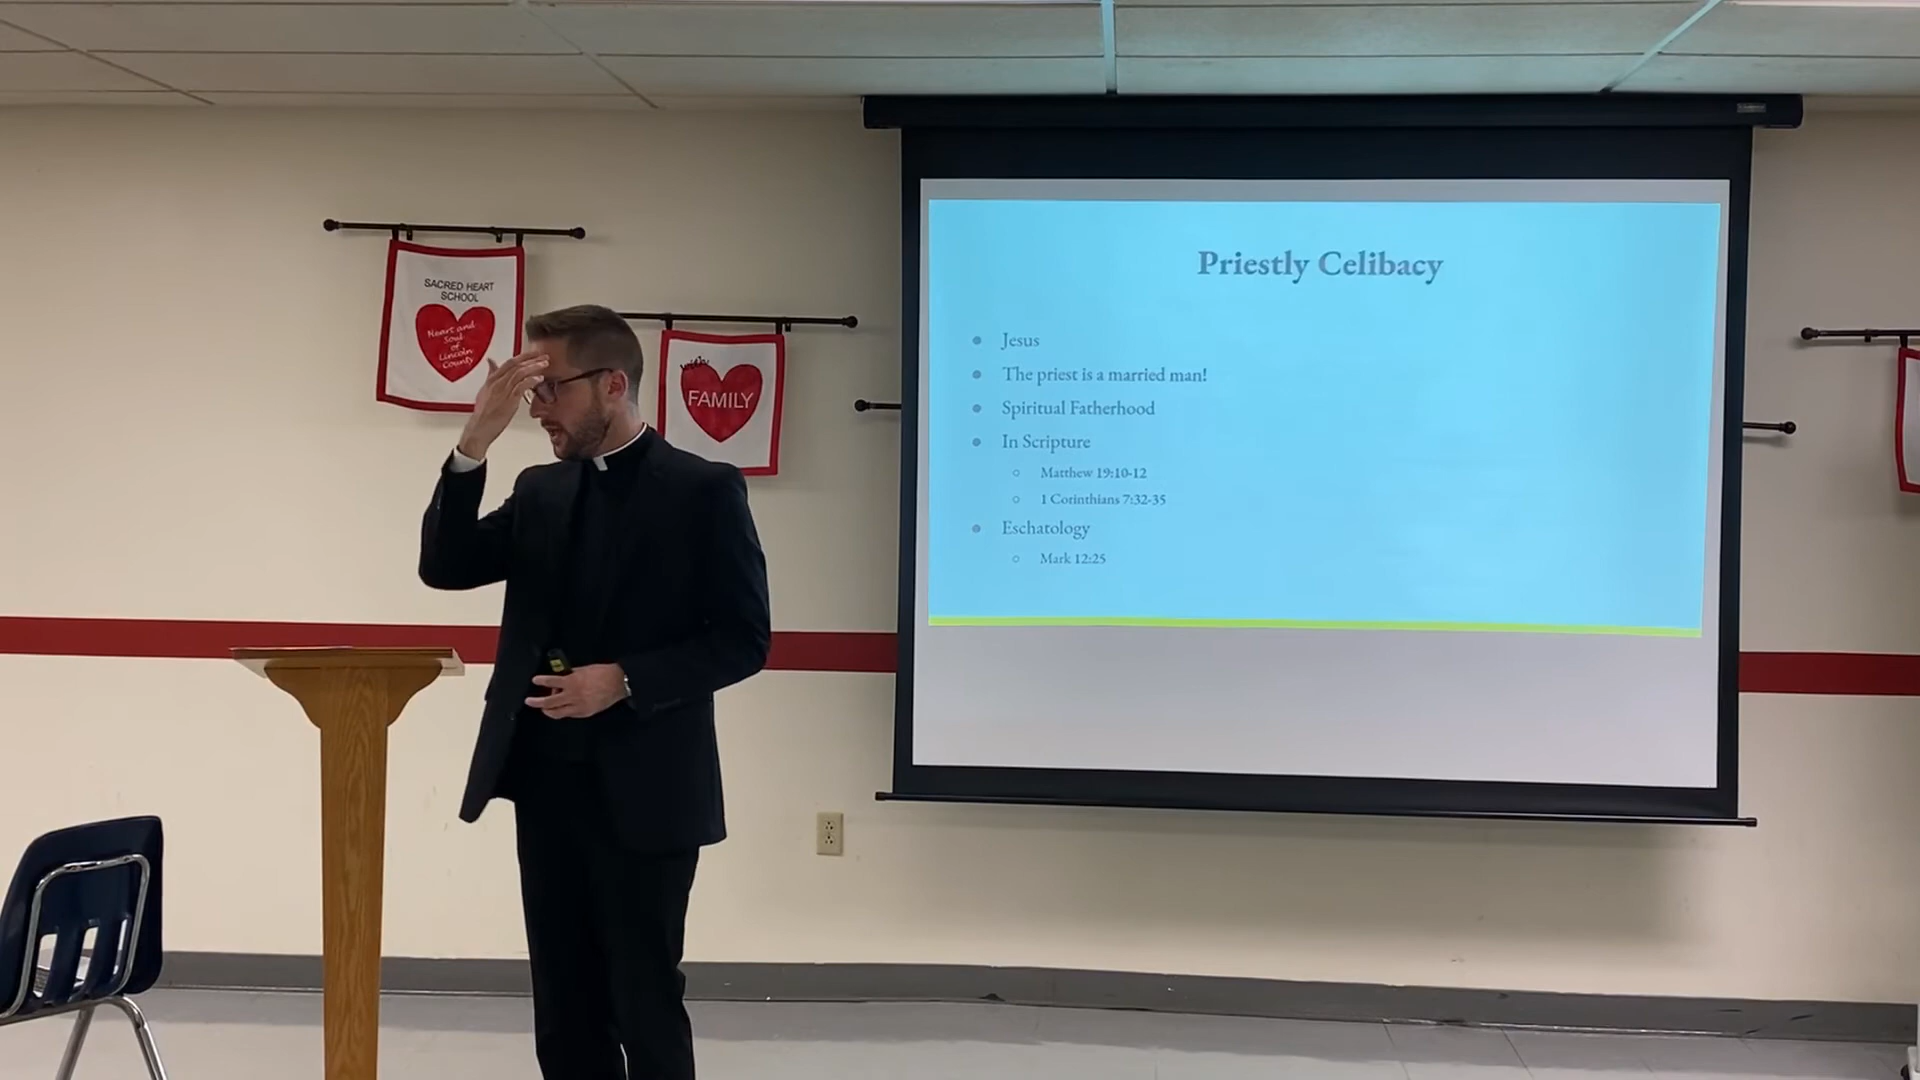 SACRED HEART
SCHOOL
Heart and
Soul
of
Lincoln
County
with
FAMILY
Priestly Celibacy
Jesus
The priest is a married man!
Spiritual Fatherhood
In Scripture
Matthew 19:10-12
1 Corinthians 7:32-35
Eschatology
Mark 12:25